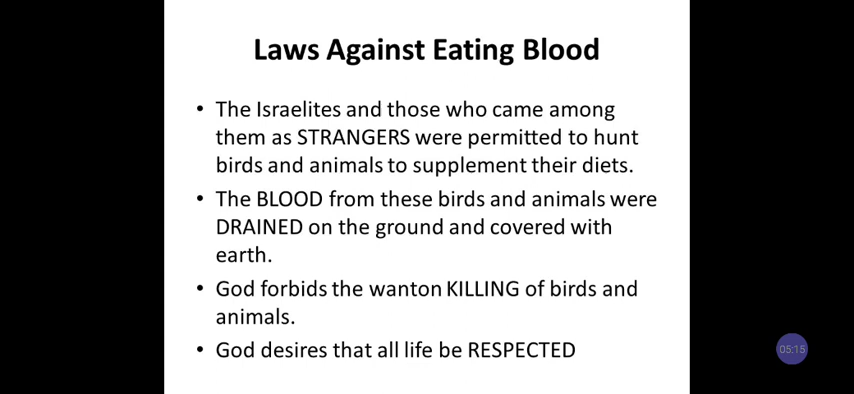 Laws Against Eating Blood
• The Israelites and those who came among
them as STRANGERS were permitted to hunt
birds and animals to supplement their diets.
• The BLOOD from these birds and animals were
DRAINED on the ground and covered with
earth.
• God forbids the wanton KILLING of birds and
animals.
• God desires that all life be RESPECTED
05:15